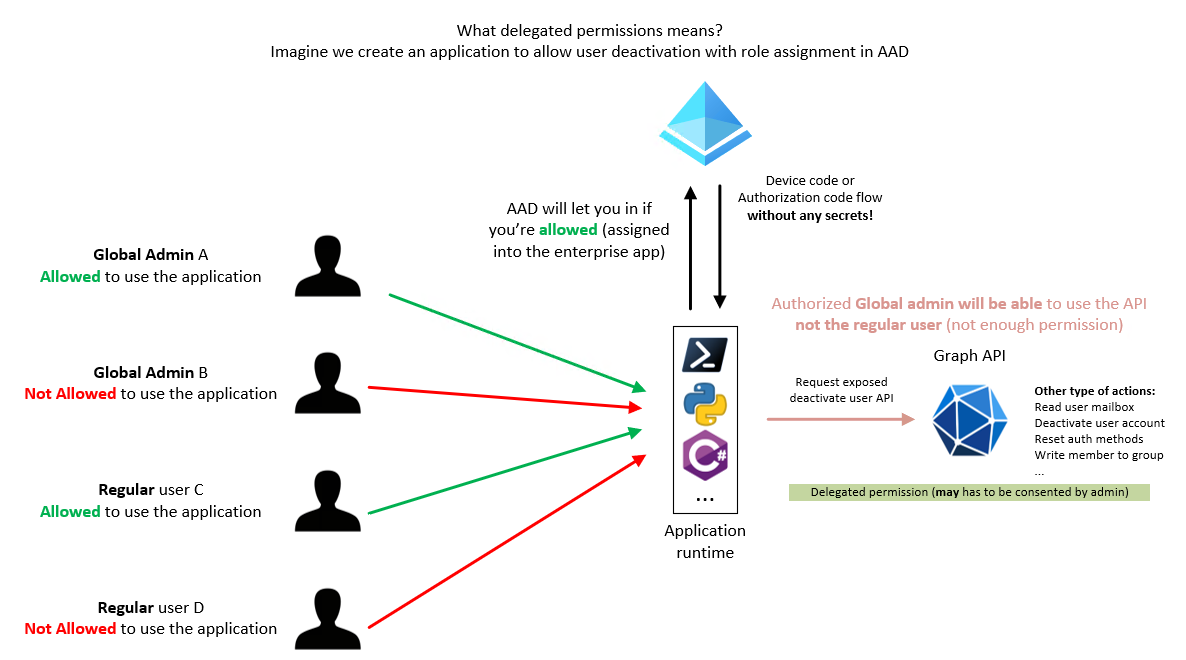 What delegated permissions means?
Imagine we create an application to allow user deactivation with role assignment in AAD
Device code or
Authorization code flow
without any secrets!
AAD will let you in if
you're allowed (assigned
into the enterprise app)
Global Admin A
Allowed to use the application
Global Admin B
Not Allowed to use the application
Regular user C
Allowed to use the application
Regular user D
Not Allowed to use the application
C#
...
Application
runtime
Authorized Global admin will be able to use the API
not the regular user (not enough permission)
Graph API
Request exposed
deactivate user API
Other type of actions:
Read user mailbox
Deactivate user account
Reset auth methods
Write member to group
...
Delegated permission (may has to be consented by admin)